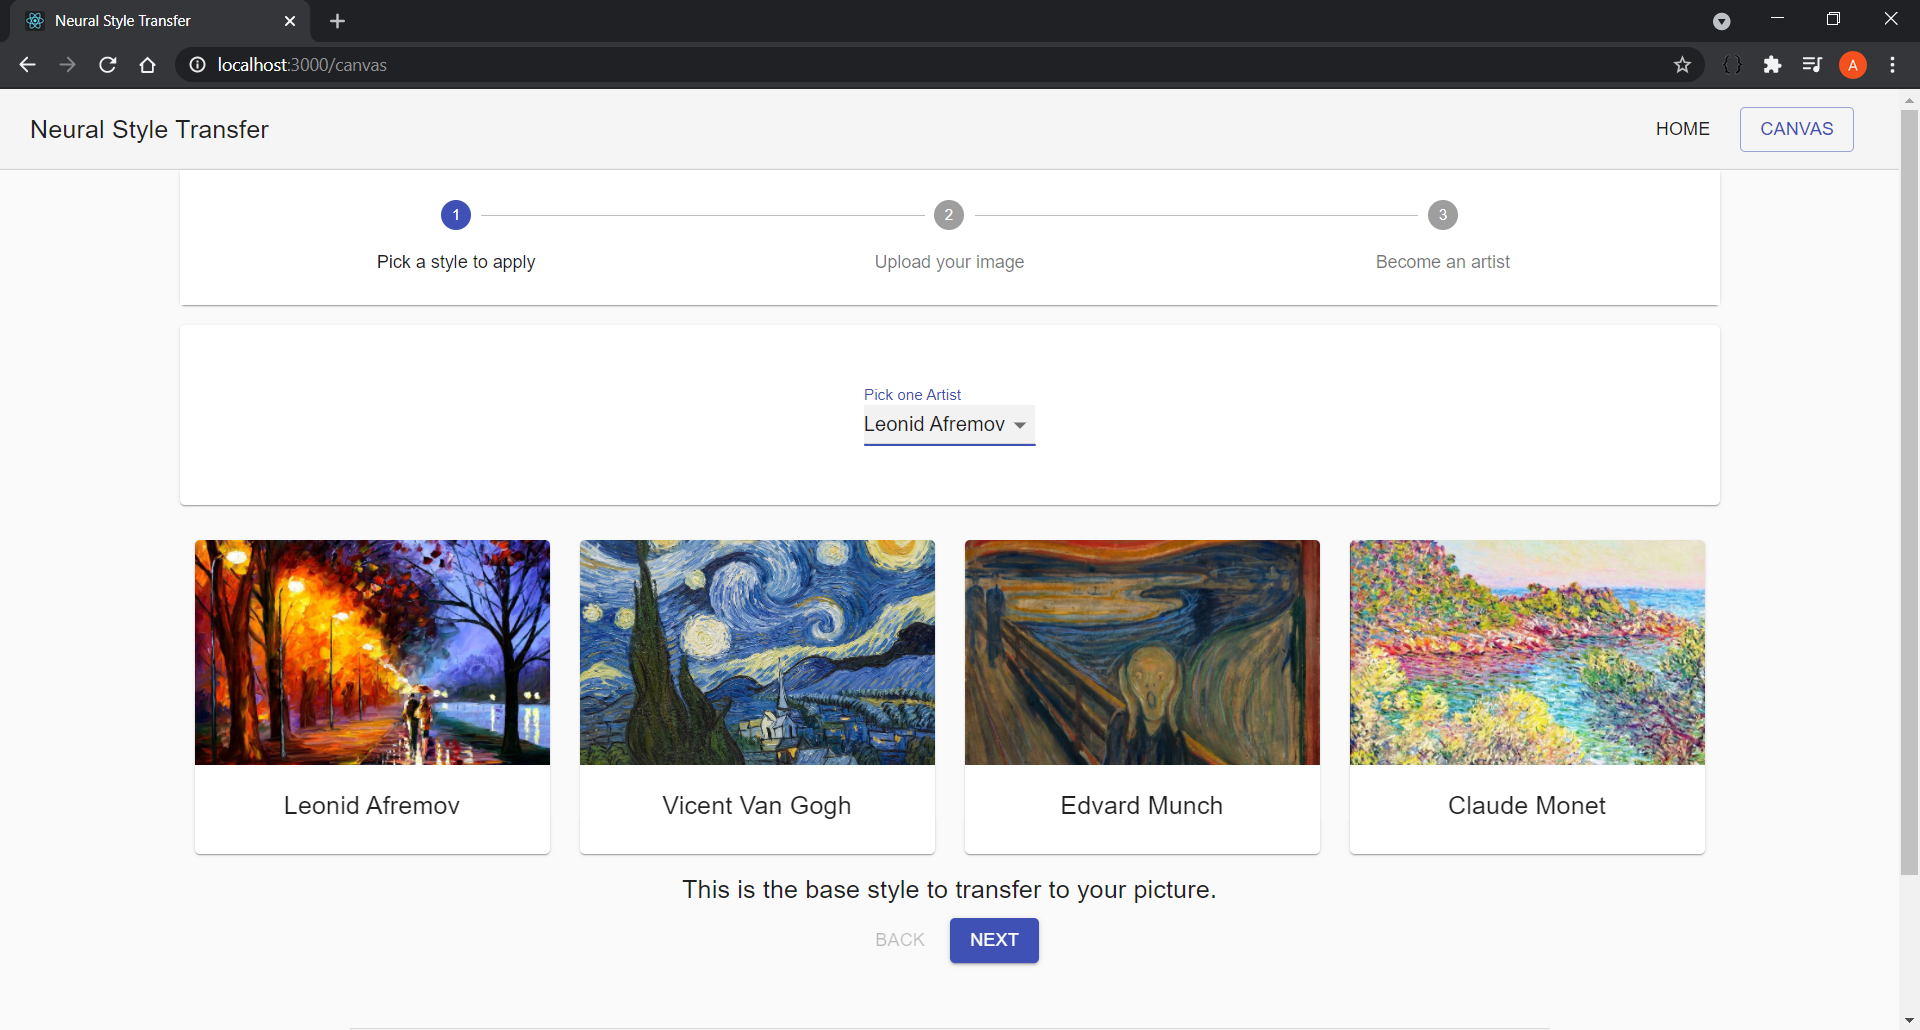 Neural Style Transfer
localhost:3000/canvas
A
Neural Style Transfer
HOME
CANVAS
1
2
3
Pick a style to apply
Upload your image
Become an artist
Pick one Artist
Leonid Afremov
Leonid Afremov
Vicent Van Gogh
Edvard Munch
Claude Monet
This is the base style to transfer to your picture.
BACK
NEXT